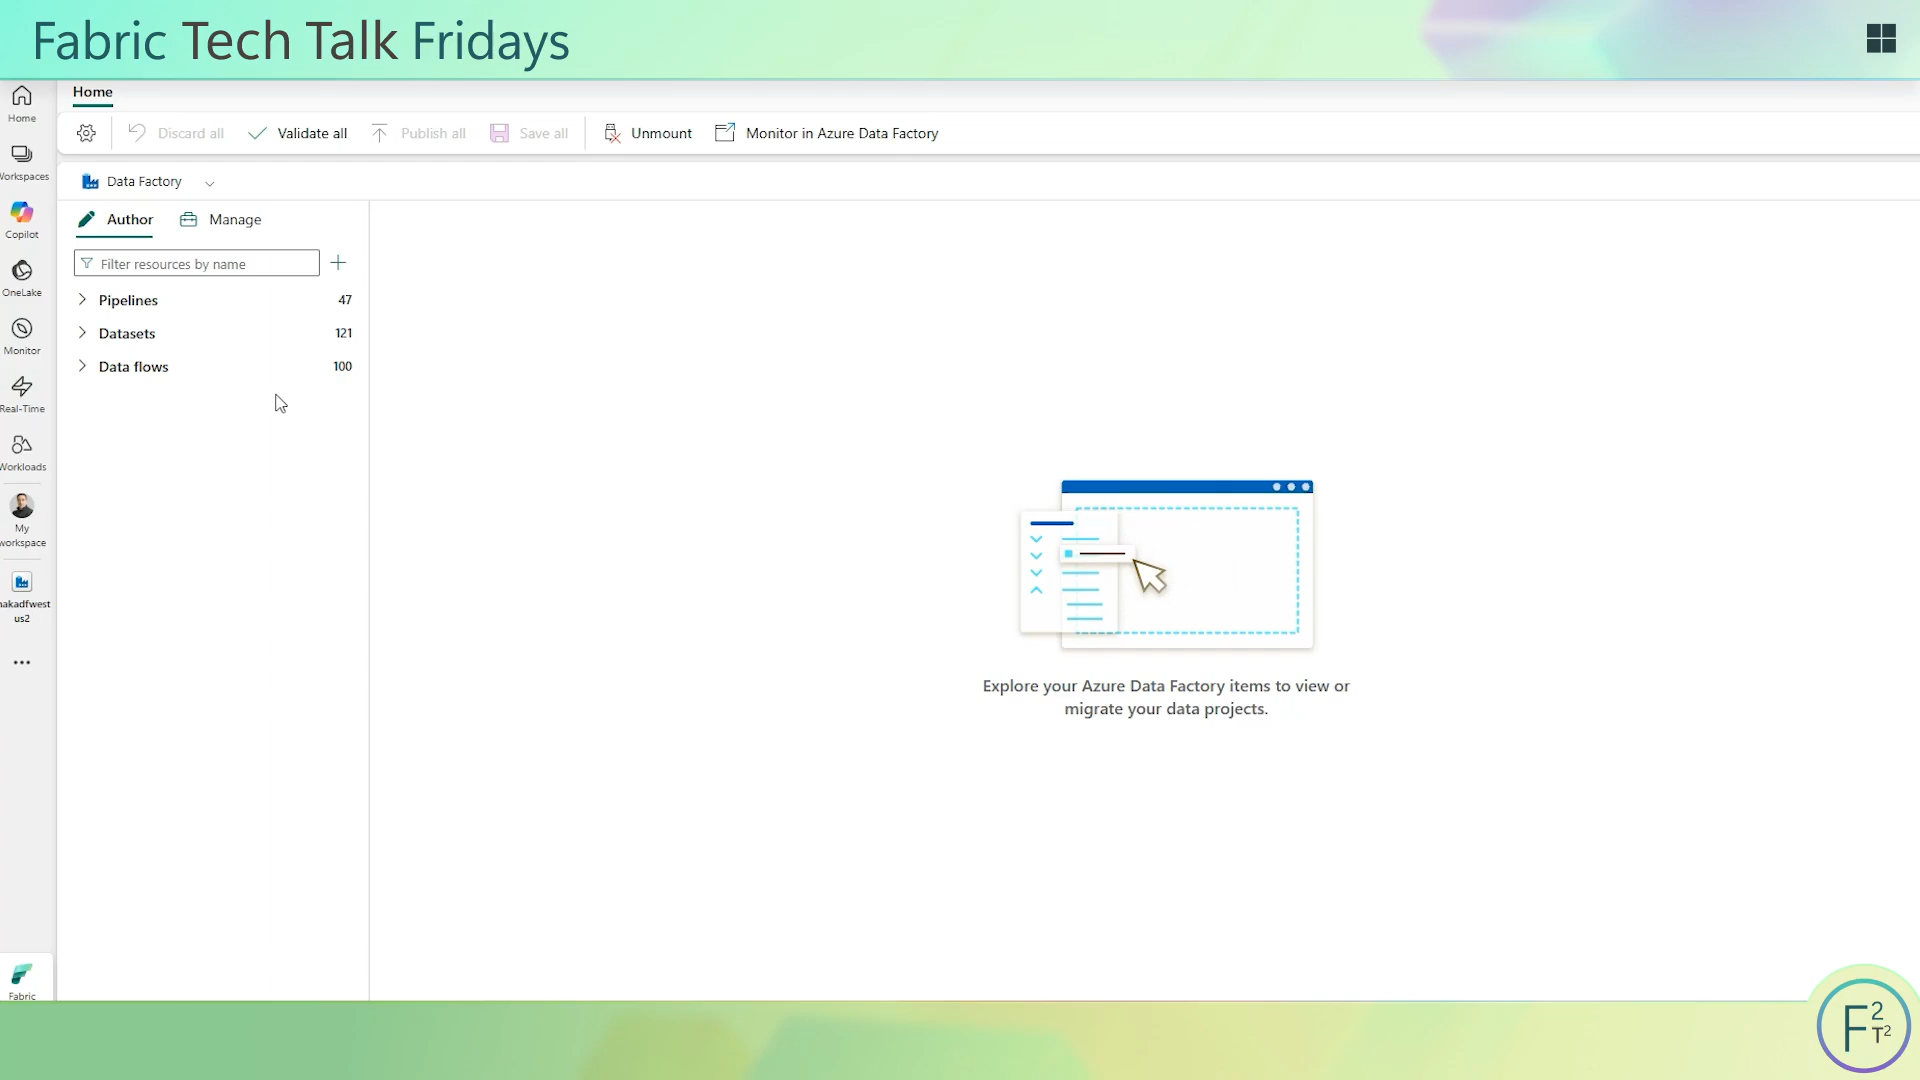 Fabric Tech Talk Fridays
Home
Discard all
Validate all
Publish all
Save all
Unmount
Monitor in Azure Data Factory
Data Factory
Author
Manage
Filter resources by name
Pipelines 47
Datasets 121
Data flows 100
Home
Workspaces
Copilot
OneLake
Monitor
Real-Time
Workloads
My
workspace
nakadfwest
us2
Fabric
Explore your Azure Data Factory items to view or
migrate your data projects.
F2
T2